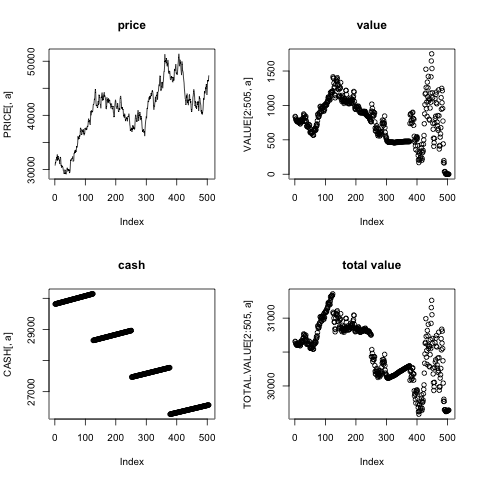 price
PRICE[, a]
30000 40000 50000
0 100 200 300 400 500
Index
value
VALUE[2:505, a]
0 500 1000 1500
0 100 200 300 400 500
Index
cash
CASH[, a]
27000 29000
0 100 200 300 400 500
Index
total value
TOTAL.VALUE[2:505, a]
30000 31000
0 100 200 300 400 500
Index